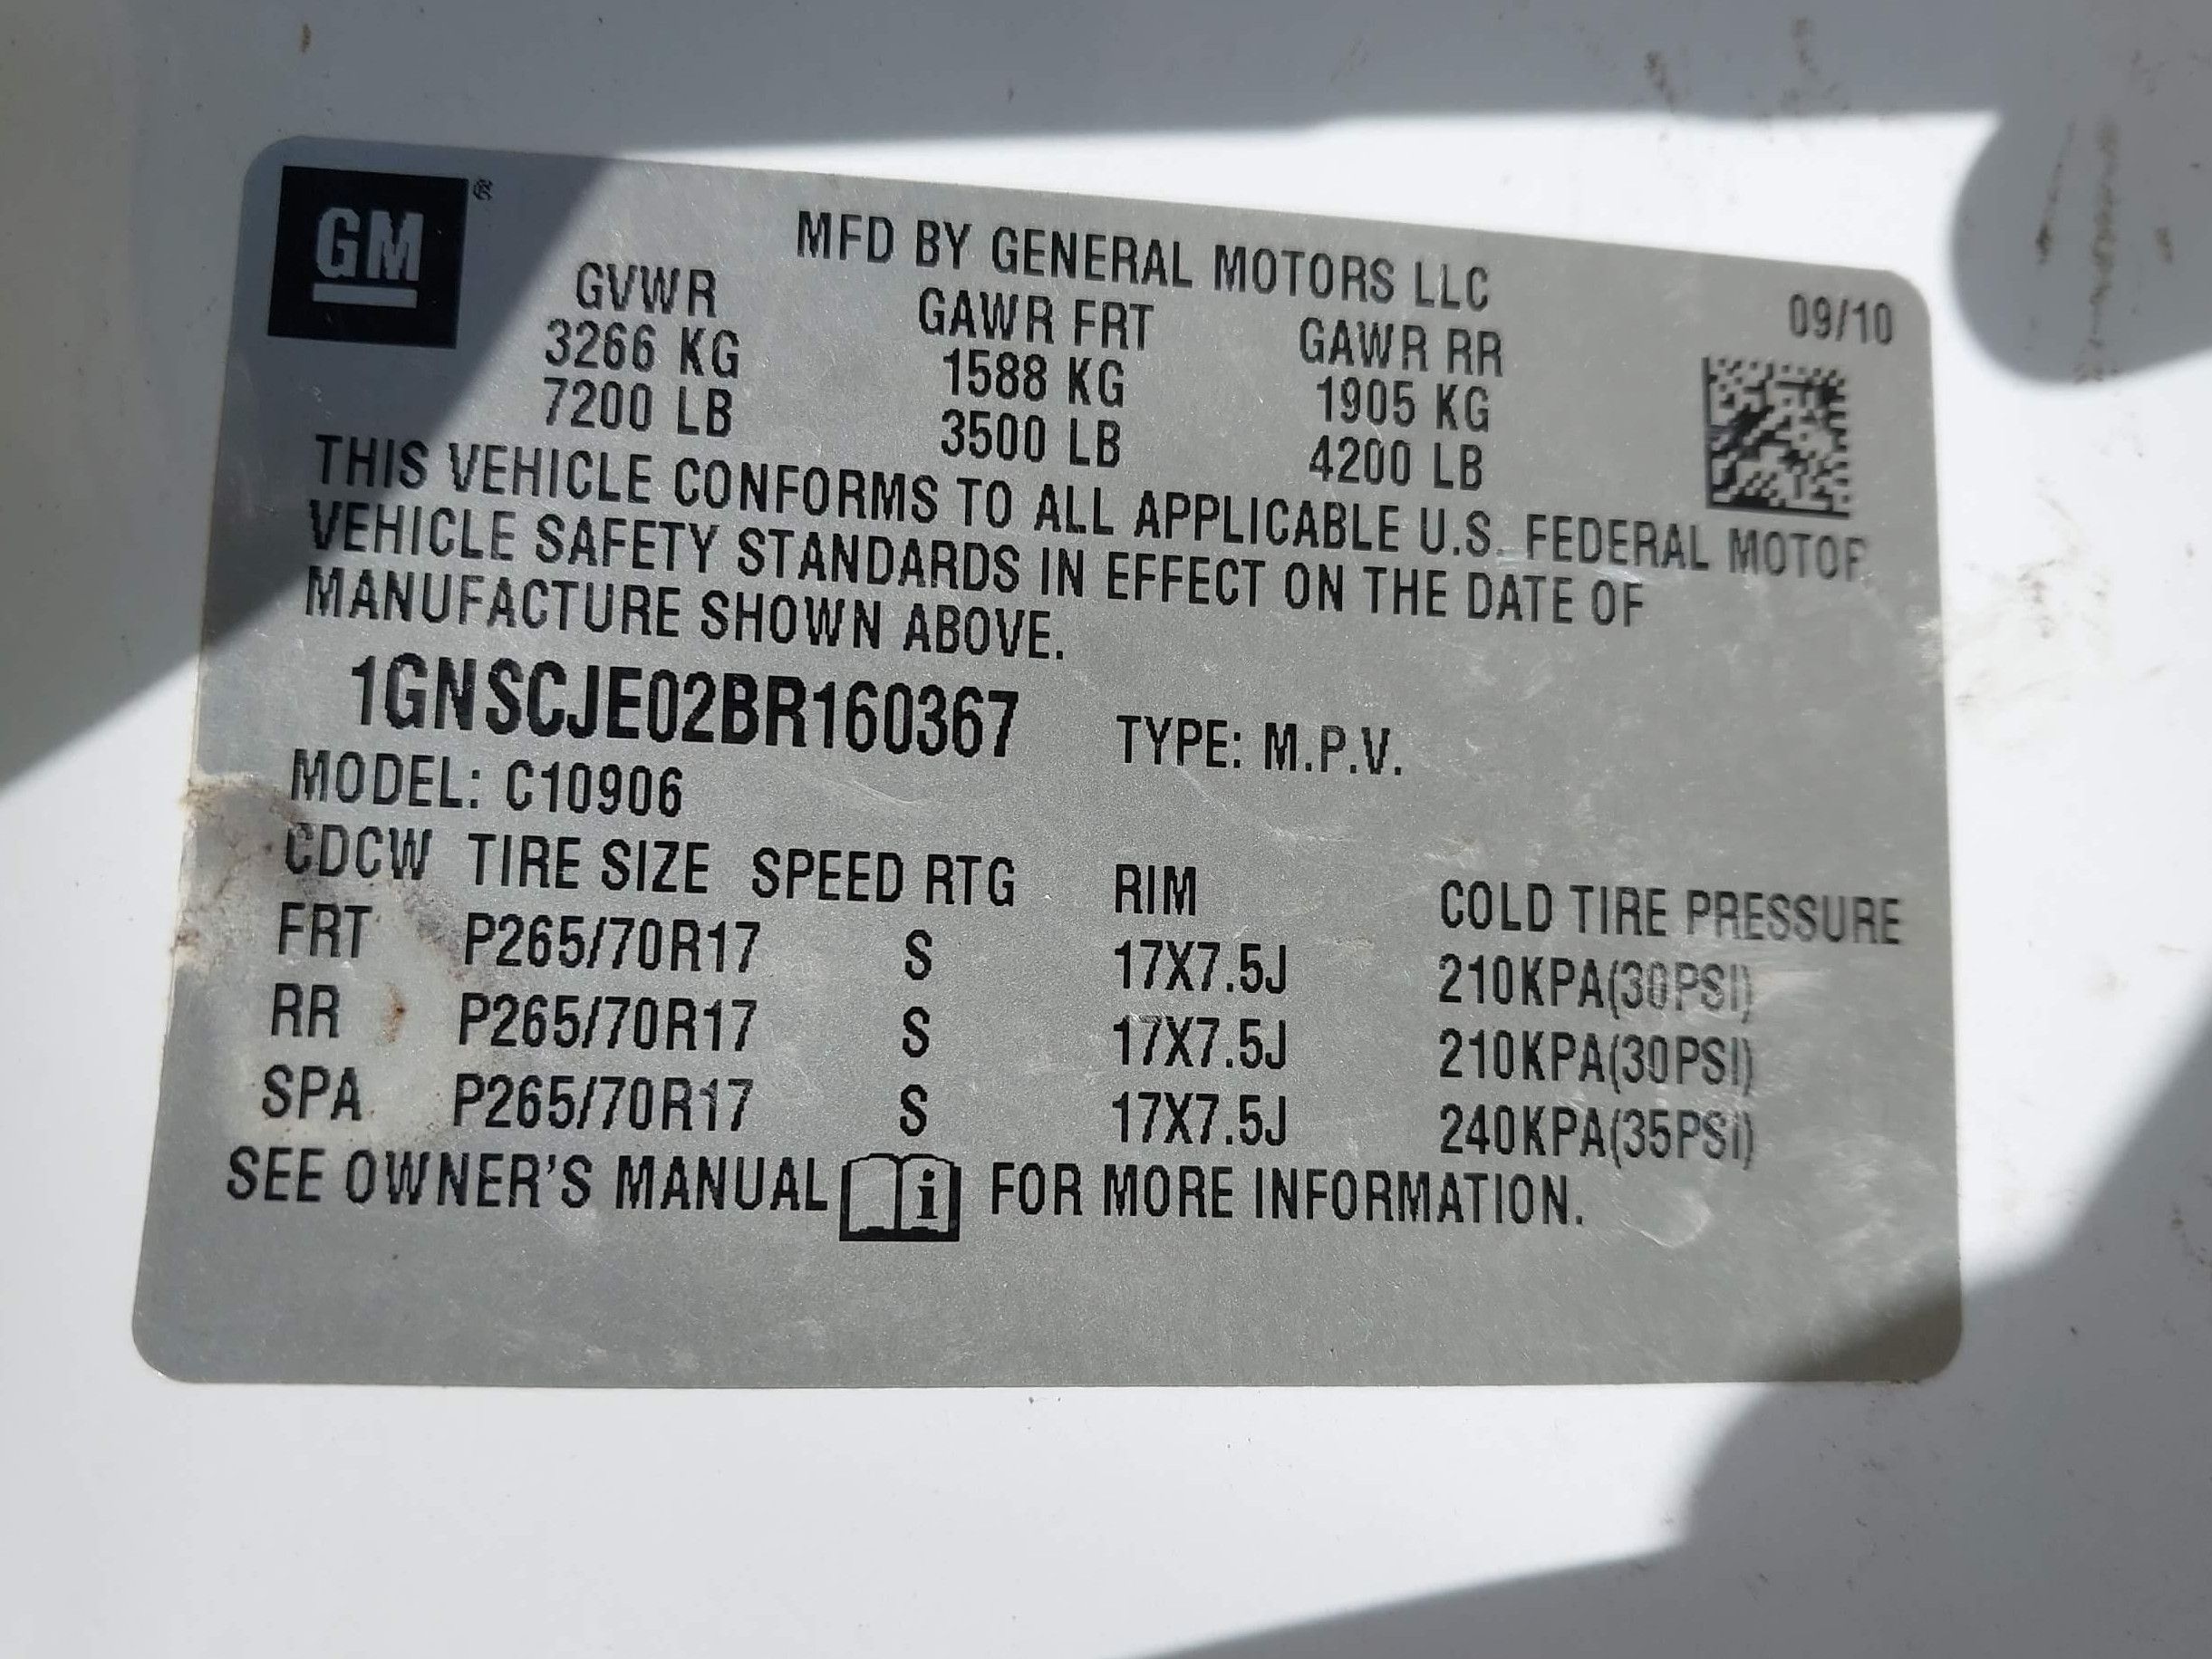 GM ®
MFD BY GENERAL MOTORS LLC
09/10
GVWR GAWR FRT GAWR RR
3266 KG 1588 KG 1905 KG
7200 LB 3500 LB 4200 LB
THIS VEHICLE CONFORMS TO ALL APPLICABLE U.S. FEDERAL MOTOR
VEHICLE SAFETY STANDARDS IN EFFECT ON THE DATE OF
MANUFACTURE SHOWN ABOVE.
1GNSCJE02BR160367 TYPE: M.P.V.
MODEL: C10906
CDCW TIRE SIZE SPEED RTG RIM COLD TIRE PRESSURE
FRT P265/70R17 S 17X7.5J 210KPA(30PSI)
RR P265/70R17 S 17X7.5J 210KPA(30PSI)
SPA P265/70R17 S 17X7.5J 240KPA(35PSI)
SEE OWNER'S MANUAL i FOR MORE INFORMATION.